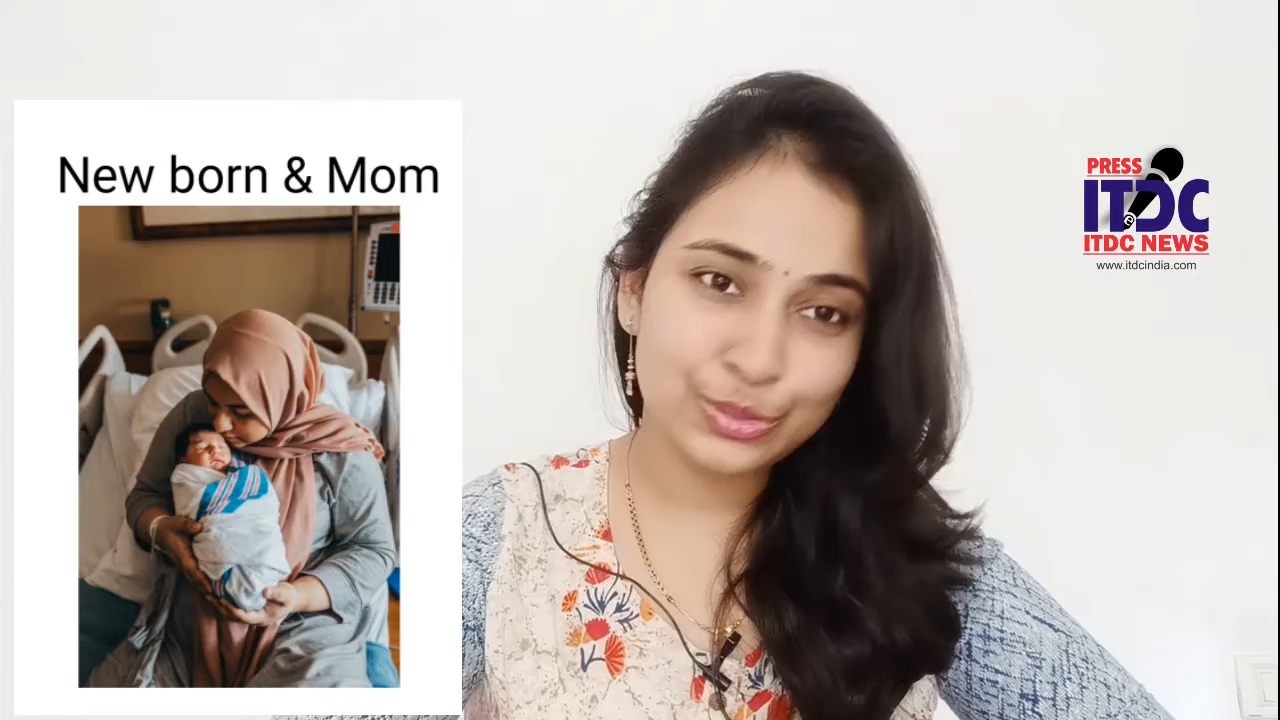 New born & Mom
PRESS
ITDC
ITDC NEWS
www.itdcindia.com